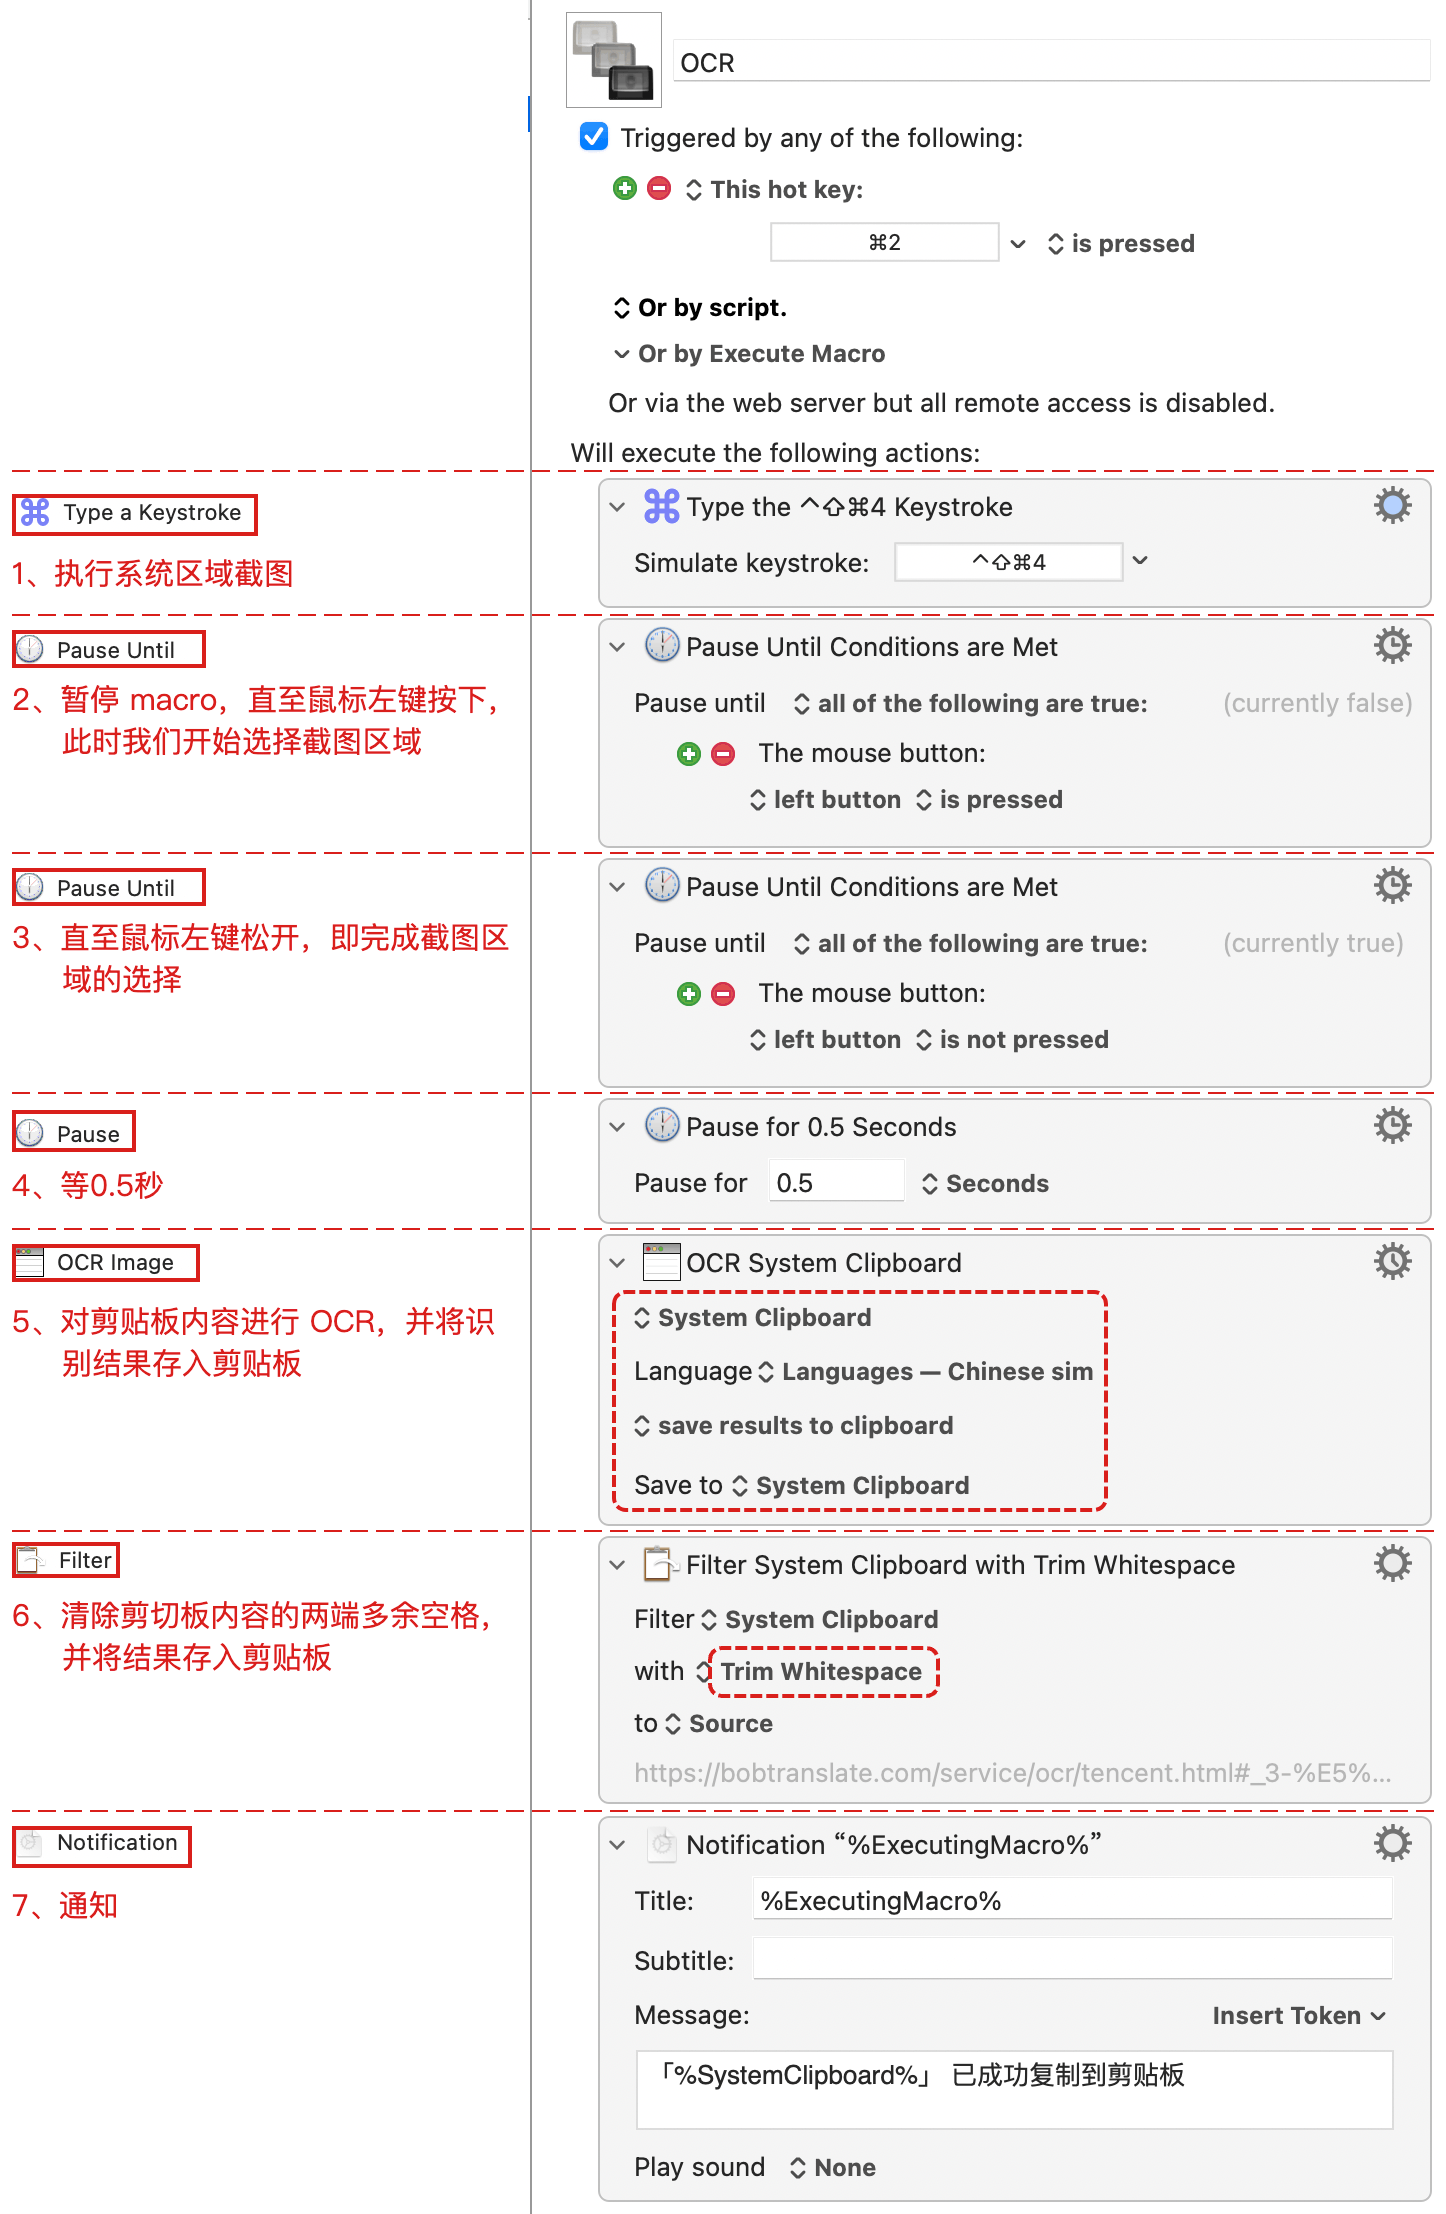 OCR
Triggered by any of the following:
This hot key:
⌘2
is pressed
Or by script.
Or by Execute Macro
Or via the web server but all remote access is disabled.
Will execute the following actions:
Type a Keystroke
1、执行系统区域截图
Type the ^⇧⌘4 Keystroke
Simulate keystroke: ^⇧⌘4
Pause Until
2、暂停 macro，直至鼠标左键按下，
此时我们开始选择截图区域
Pause Until Conditions are Met
Pause until all of the following are true: (currently false)
The mouse button:
left button is pressed
Pause Until
3、直至鼠标左键松开，即完成截图区
域的选择
Pause Until Conditions are Met
Pause until all of the following are true: (currently true)
The mouse button:
left button is not pressed
Pause
4、等0.5秒
Pause for 0.5 Seconds
Pause for 0.5 Seconds
OCR Image
5、对剪贴板内容进行 OCR，并将识
别结果存入剪贴板
OCR System Clipboard
System Clipboard
Language Languages — Chinese sim
save results to clipboard
Save to System Clipboard
Filter
6、清除剪切板内容的两端多余空格，
并将结果存入剪贴板
Filter System Clipboard with Trim Whitespace
Filter System Clipboard
with Trim Whitespace
to Source
https://bobtranslate.com/service/ocr/tencent.html#_3-%E5%...
Notification
7、通知
Notification “%ExecutingMacro%”
Title: %ExecutingMacro%
Subtitle:
Message: Insert Token
「%SystemClipboard%」 已成功复制到剪贴板
Play sound None